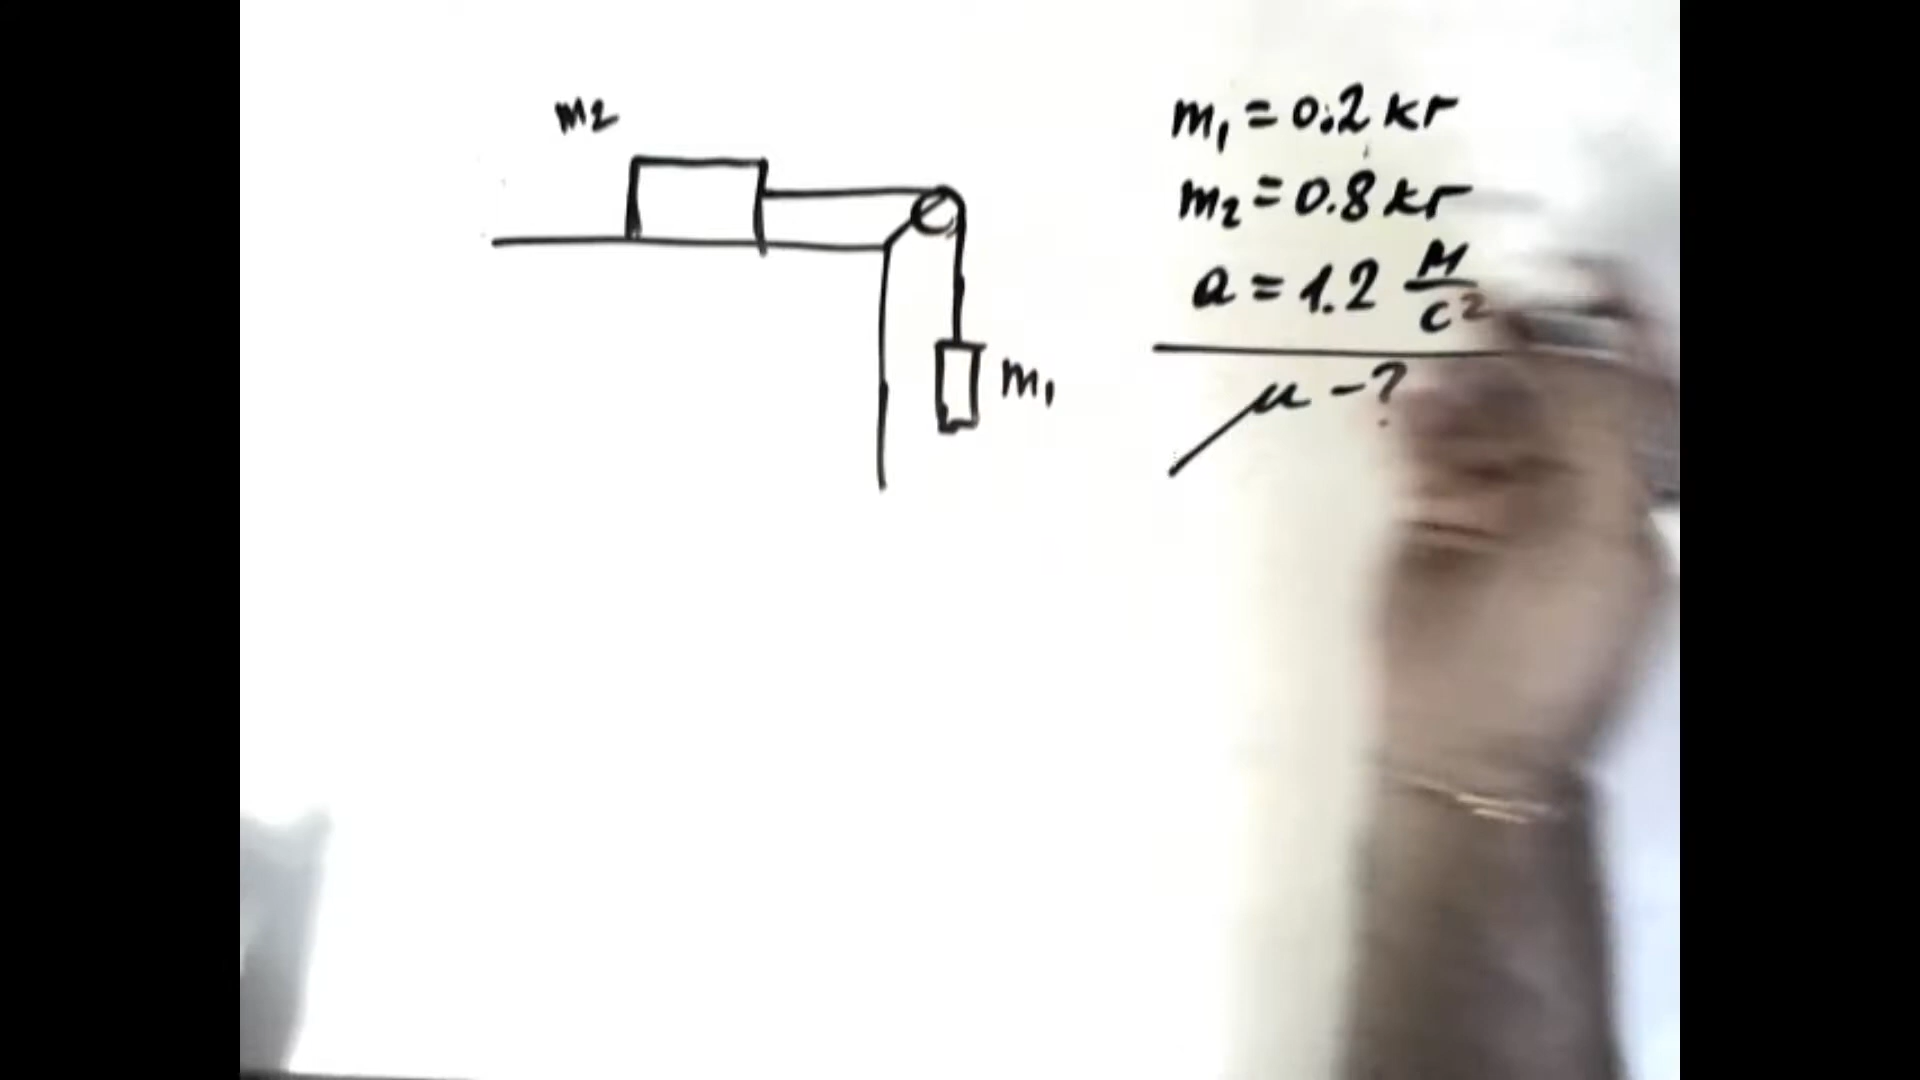 m2
m₁
m₁ = 0.2 кг
m₂ = 0.8 кг
a = 1.2 м/с²
μ - ?